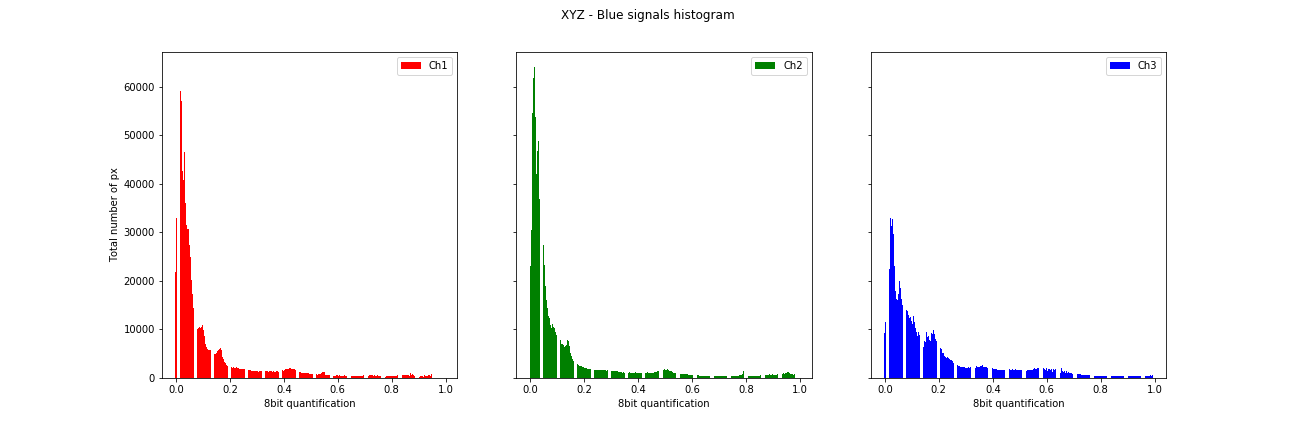 XYZ - Blue signals histogram
Ch1
Ch2
Ch3
60000
50000
40000
30000
20000
10000
0
Total number of px
0.0 0.2 0.4 0.6 0.8 1.0
0.0 0.2 0.4 0.6 0.8 1.0
0.0 0.2 0.4 0.6 0.8 1.0
8bit quantification
8bit quantification
8bit quantification